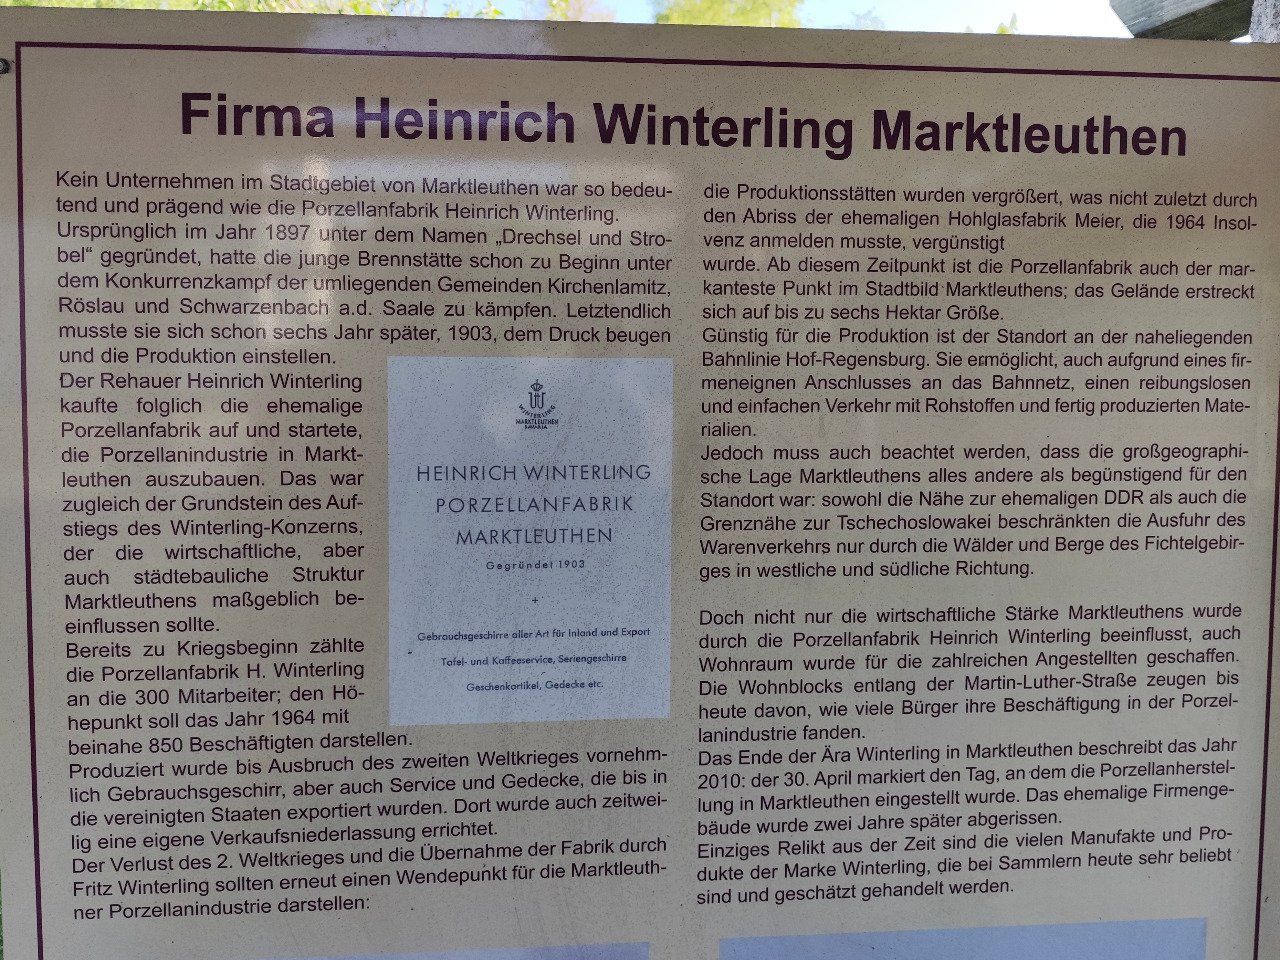 Firma Heinrich Winterling Marktleuthen
Kein Unternehmen im Stadtgebiet von Marktleuthen war so bedeu-
tend und prägend wie die Porzellanfabrik Heinrich Winterling.
Ursprünglich im Jahr 1897 unter dem Namen „Drechsel und Stro-
bel“ gegründet, hatte die junge Brennstätte schon zu Beginn unter
dem Konkurrenzkampf der umliegenden Gemeinden Kirchenlamitz,
Röslau und Schwarzenbach a.d. Saale zu kämpfen. Letztendlich
musste sie sich schon sechs Jahr später, 1903, dem Druck beugen
und die Produktion einstellen.
Der Rehauer Heinrich Winterling
kaufte folglich die ehemalige
Porzellanfabrik auf und startete,
die Porzellanindustrie in Markt-
leuthen auszubauen. Das war
zugleich der Grundstein des Auf-
stiegs des Winterling-Konzerns,
der die wirtschaftliche, aber
auch städtebauliche Struktur
Marktleuthens maßgeblich be-
einflussen sollte.
Bereits zu Kriegsbeginn zählte
die Porzellanfabrik H. Winterling
an die 300 Mitarbeiter; den Hö-
hepunkt soll das Jahr 1964 mit
beinahe 850 Beschäftigten darstellen.
Produziert wurde bis Ausbruch des zweiten Weltkrieges vornehm-
lich Gebrauchsgeschirr, aber auch Service und Gedecke, die bis in
die vereinigten Staaten exportiert wurden. Dort wurde auch zeitwei-
lig eine eigene Verkaufsniederlassung errichtet.
Der Verlust des 2. Weltkrieges und die Übernahme der Fabrik durch
Fritz Winterling sollten erneut einen Wendepunkt für die Marktleuth-
ner Porzellanindustrie darstellen:
WINTERLING
MARKTLEUTHEN
BAVARIA
HEINRICH WINTERLING
PORZELLANFABRIK
MARKTLEUTHEN
Gegründet 1903
+
Gebrauchsgeschirre aller Art für Inland und Export
Tafel- und Kaffeeservice, Seriengeschirre
Geschenkartikel, Gedecke etc.
die Produktionsstätten wurden vergrößert, was nicht zuletzt durch
den Abriss der ehemaligen Hohlglasfabrik Meier, die 1964 Insol-
venz anmelden musste, vergünstigt
wurde. Ab diesem Zeitpunkt ist die Porzellanfabrik auch der mar-
kanteste Punkt im Stadtbild Marktleuthens; das Gelände erstreckt
sich auf bis zu sechs Hektar Größe.
Günstig für die Produktion ist der Standort an der naheliegenden
Bahnlinie Hof-Regensburg. Sie ermöglicht, auch aufgrund eines fir-
meneignen Anschlusses an das Bahnnetz, einen reibungslosen
und einfachen Verkehr mit Rohstoffen und fertig produzierten Mate-
rialien.
Jedoch muss auch beachtet werden, dass die großgeographi-
sche Lage Marktleuthens alles andere als begünstigend für den
Standort war: sowohl die Nähe zur ehemaligen DDR als auch die
Grenznähe zur Tschechoslowakei beschränkten die Ausfuhr des
Warenverkehrs nur durch die Wälder und Berge des Fichtelgebir-
ges in westliche und südliche Richtung.
Doch nicht nur die wirtschaftliche Stärke Marktleuthens wurde
durch die Porzellanfabrik Heinrich Winterling beeinflusst, auch
Wohnraum wurde für die zahlreichen Angestellten geschaffen.
Die Wohnblocks entlang der Martin-Luther-Straße zeugen bis
heute davon, wie viele Bürger ihre Beschäftigung in der Porzel-
lanindustrie fanden.
Das Ende der Ära Winterling in Marktleuthen beschreibt das Jahr
2010: der 30. April markiert den Tag, an dem die Porzellanherstel-
lung in Marktleuthen eingestellt wurde. Das ehemalige Firmenge-
bäude wurde zwei Jahre später abgerissen.
Einziges Relikt aus der Zeit sind die vielen Manufakte und Pro-
dukte der Marke Winterling, die bei Sammlern heute sehr beliebt
sind und geschätzt gehandelt werden.